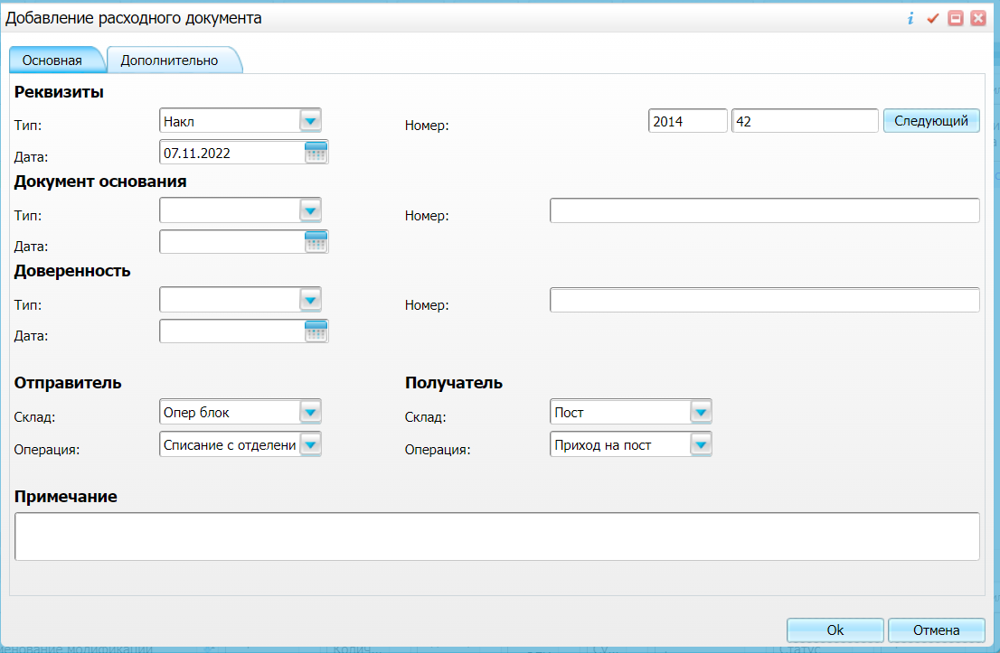 Добавление расходного документа
Основная Дополнительно
Реквизиты
Тип: Накл Номер: 2014 42 Следующий
Дата: 07.11.2022
Документ основания
Тип: Номер:
Дата:
Доверенность
Тип: Номер:
Дата:
Отправитель Получатель
Склад: Опер блок Склад: Пост
Операция: Списание с отделени Операция: Приход на пост
Примечание
Ok Отмена